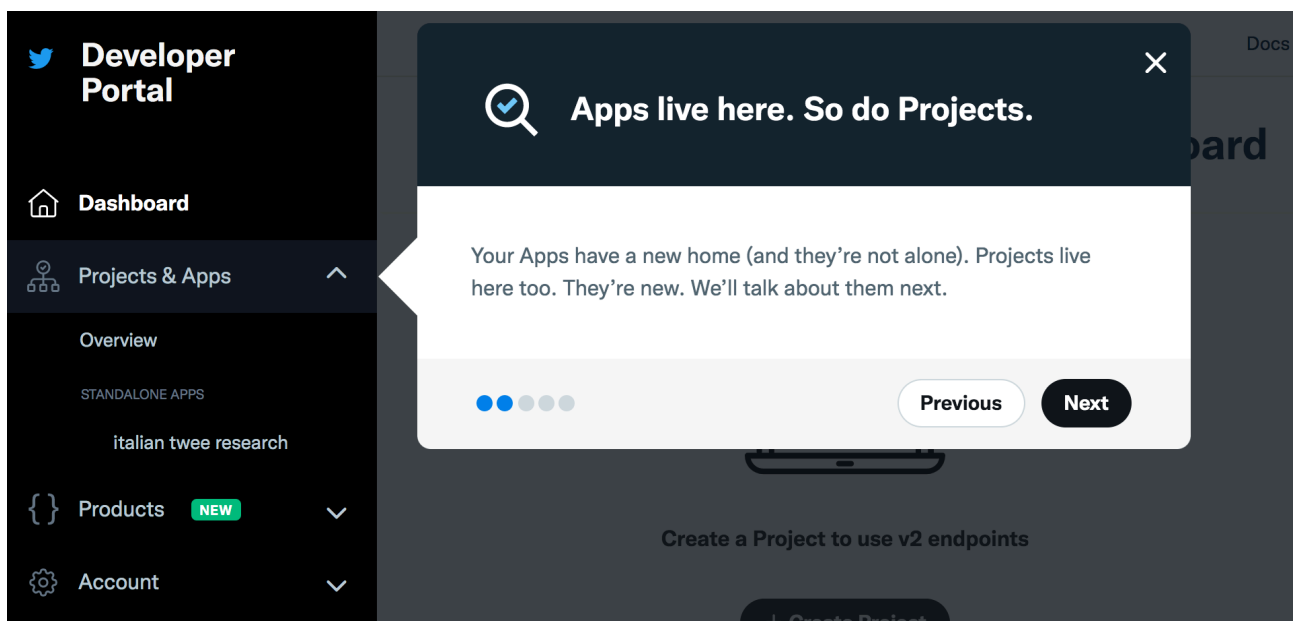 Developer
Portal
Dashboard
Projects & Apps
Overview
STANDALONE APPS
italian twee research
Products NEW
Account
Docs
Apps live here. So do Projects.
Your Apps have a new home (and they’re not alone). Projects live
here too. They’re new. We’ll talk about them next.
Previous
Next
Create a Project to use v2 endpoints
Create Project